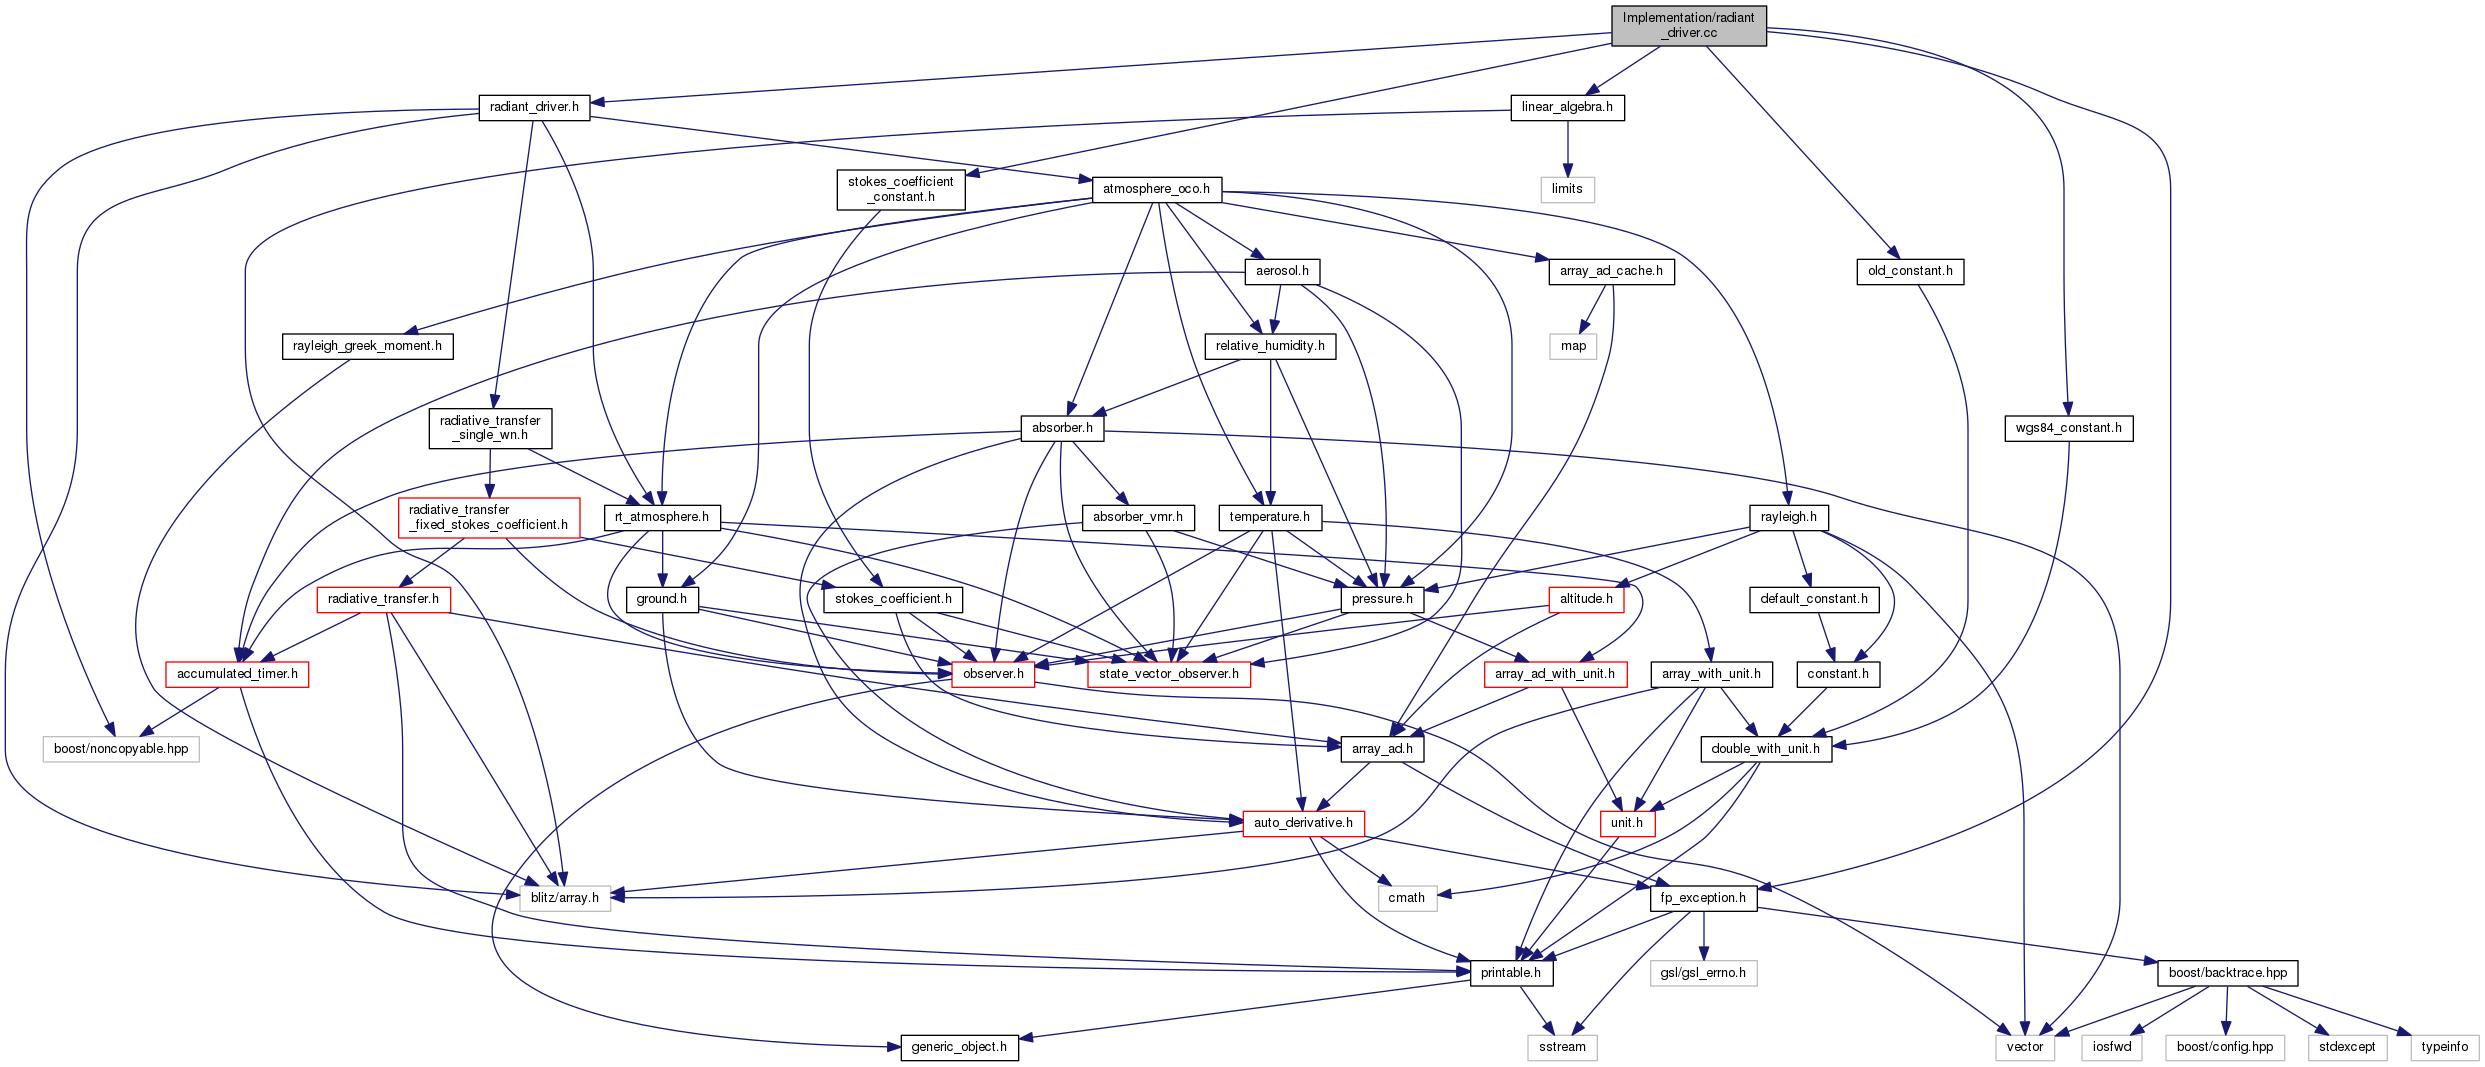 Implementation/radiant
_driver.cc
radiant_driver.h
linear_algebra.h
stokes_coefficient
_constant.h
atmosphere_oco.h
limits
aerosol.h
array_ad_cache.h
old_constant.h
rayleigh_greek_moment.h
relative_humidity.h
map
radiative_transfer
_single_wn.h
absorber.h
wgs84_constant.h
radiative_transfer
_fixed_stokes_coefficient.h
rt_atmosphere.h
absorber_vmr.h
temperature.h
rayleigh.h
radiative_transfer.h
ground.h
stokes_coefficient.h
pressure.h
altitude.h
default_constant.h
accumulated_timer.h
observer.h
state_vector_observer.h
array_ad_with_unit.h
array_with_unit.h
constant.h
boost/noncopyable.hpp
array_ad.h
double_with_unit.h
auto_derivative.h
unit.h
blitz/array.h
cmath
fp_exception.h
printable.h
gsl/gsl_errno.h
boost/backtrace.hpp
generic_object.h
sstream
vector
iosfwd
boost/config.hpp
stdexcept
typeinfo